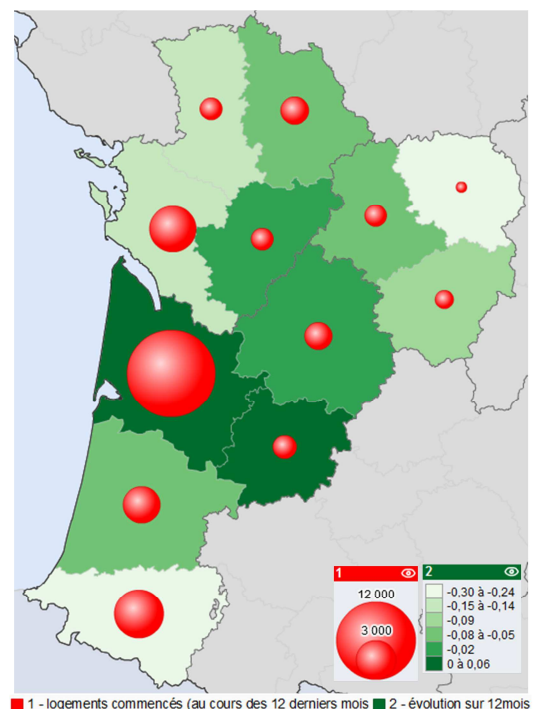 1
12 000
3 000
2
-0,30 à -0,24
-0,15 à -0,14
-0,09
-0,08 à -0,05
-0,02
0 à 0,06
1 - logements commencés (au cours des 12 derniers mois
2 - évolution sur 12mois